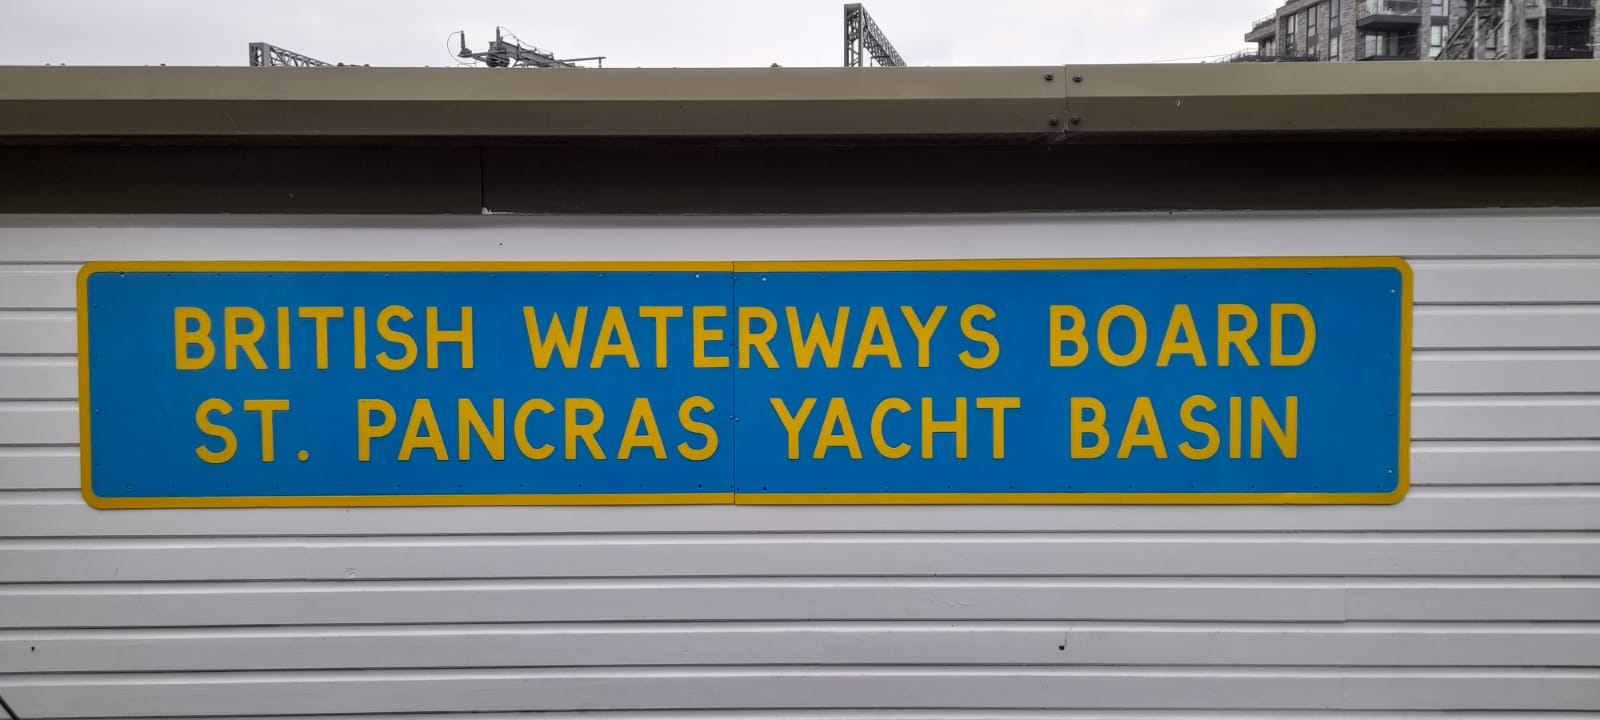 BRITISH WATERWAYS BOARD
ST. PANCRAS YACHT BASIN